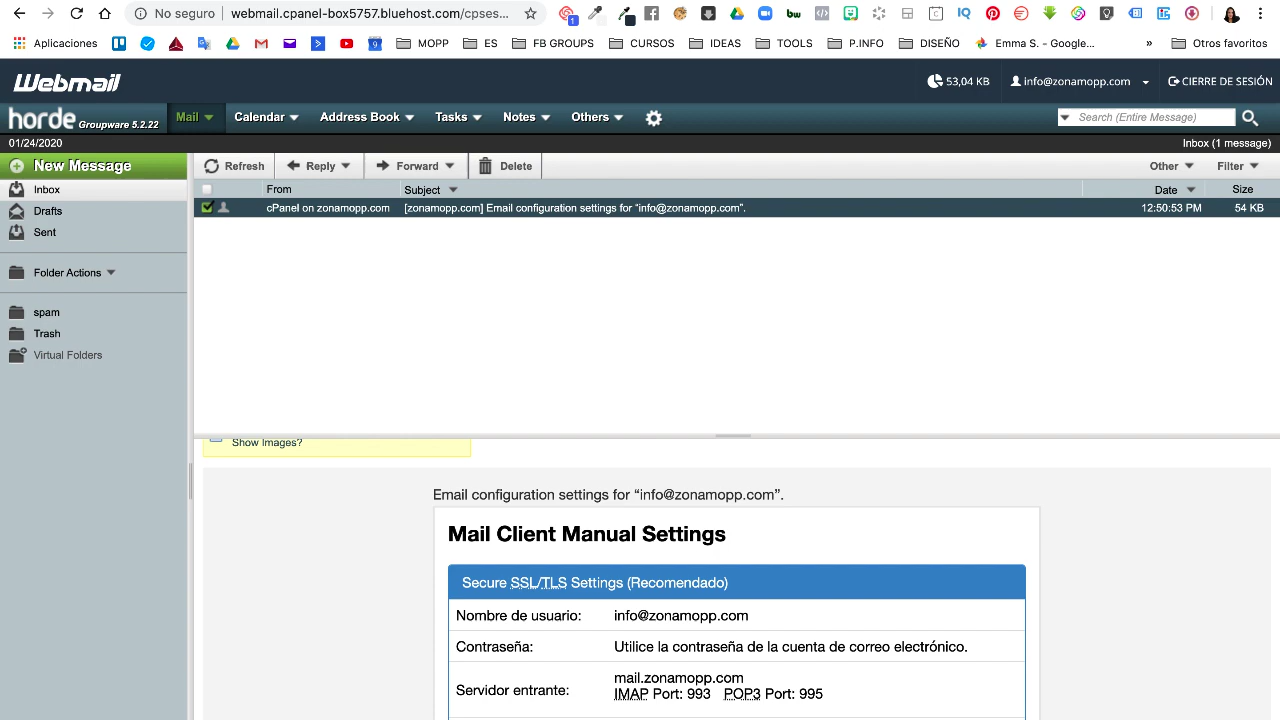 No seguro webmail.cpanel-box5757.bluehost.com/cpses... 1
Aplicaciones 9 MOPP ES FB GROUPS CURSOS IDEAS TOOLS P.INFO DISEÑO Emma S. - Google... » Otros favoritos
Webmail 53,04 KB info@zonamopp.com CIERRE DE SESIÓN
horde Groupware 5.2.22 Mail Calendar Address Book Tasks Notes Others Search (Entire Message)
01/24/2020 Inbox (1 message)
New Message Refresh Reply Forward Delete Other Filter
Inbox From Subject Date Size
Drafts cPanel on zonamopp.com [zonamopp.com] Email configuration settings for “info@zonamopp.com”. 12:50:53 PM 54 KB
Sent
Folder Actions
spam
Trash
Virtual Folders
Show Images?
Email configuration settings for “info@zonamopp.com”.
Mail Client Manual Settings
Secure SSL/TLS Settings (Recomendado)
Nombre de usuario: info@zonamopp.com
Contraseña: Utilice la contraseña de la cuenta de correo electrónico.
Servidor entrante: mail.zonamopp.com
IMAP Port: 993 POP3 Port: 995